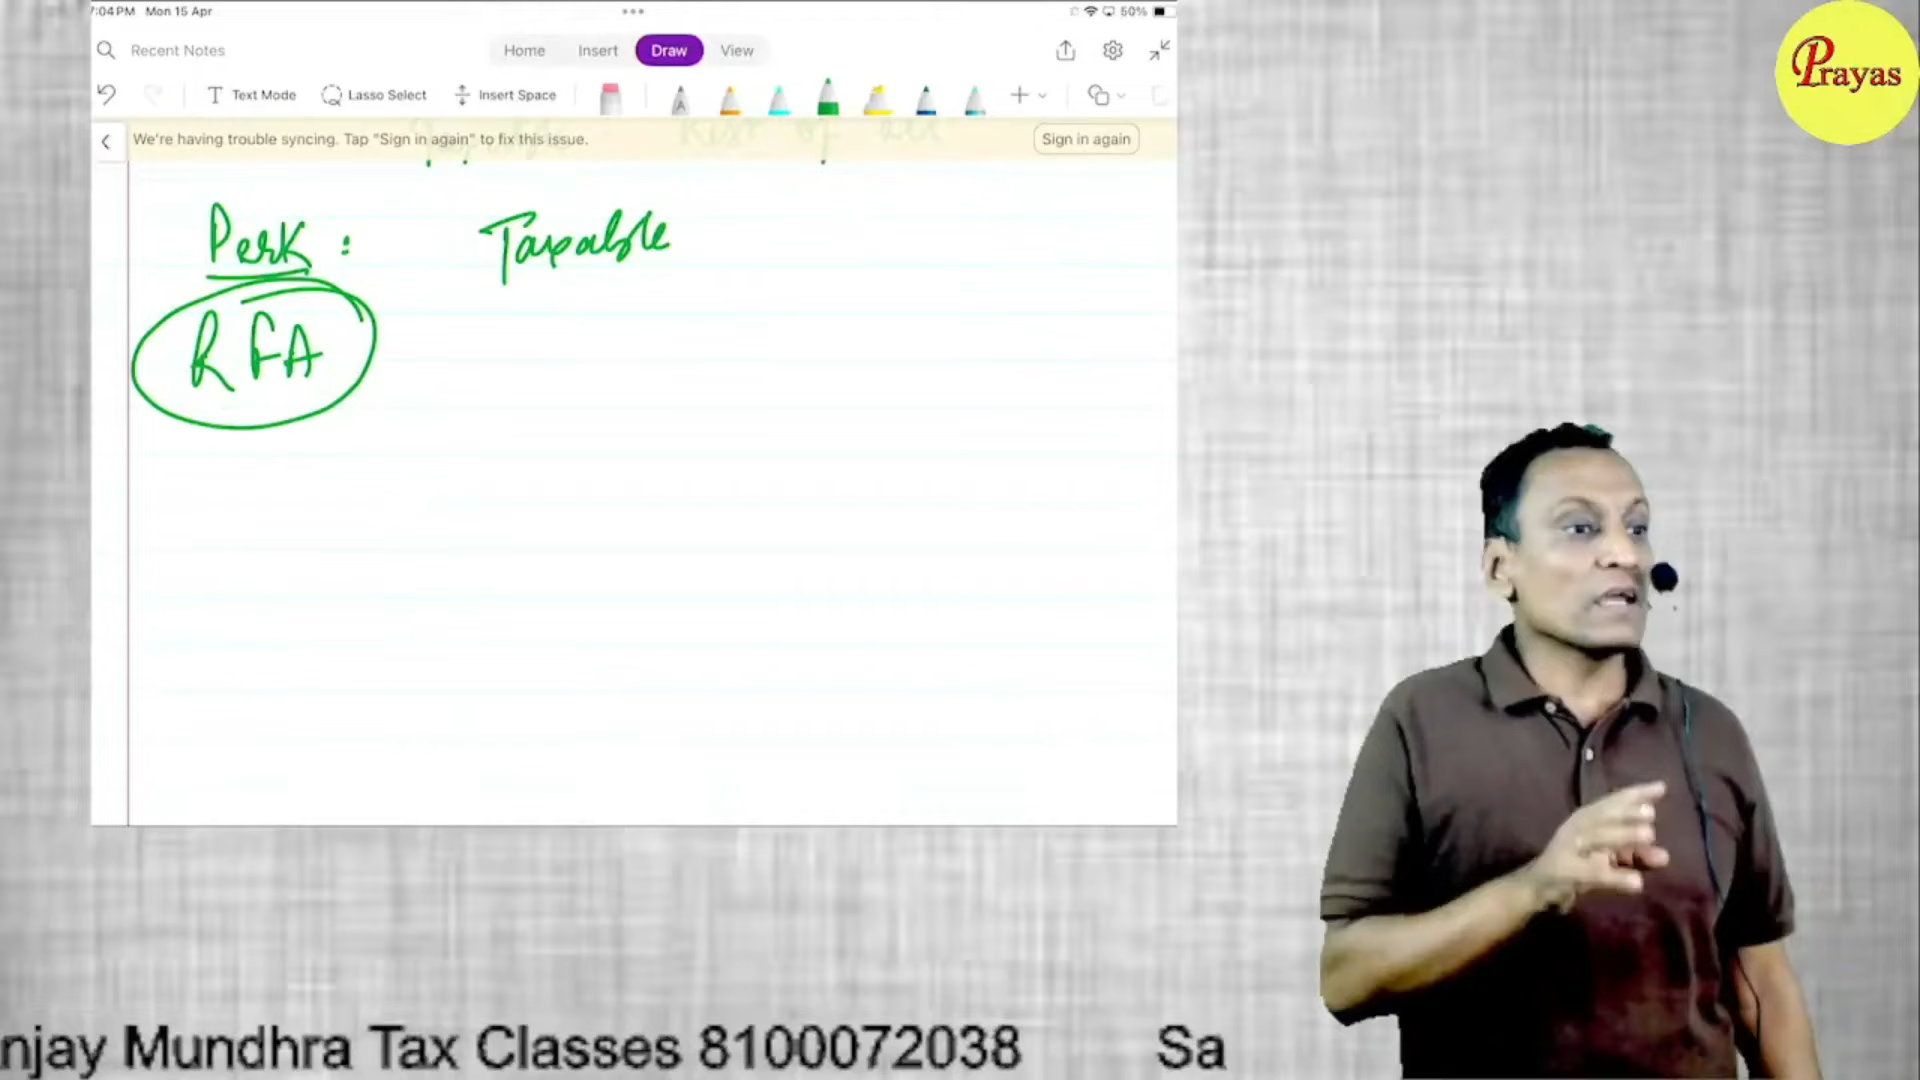 7:04PM Mon 15 Apr
50%
Prayas
Recent Notes
Home Insert Draw View
Text Mode Lasso Select Insert Space
We're having trouble syncing. Tap "Sign in again" to fix this issue.
Sign in again
Perk : Taxable
RFA
njay Mundhra Tax Classes 8100072038 Sa